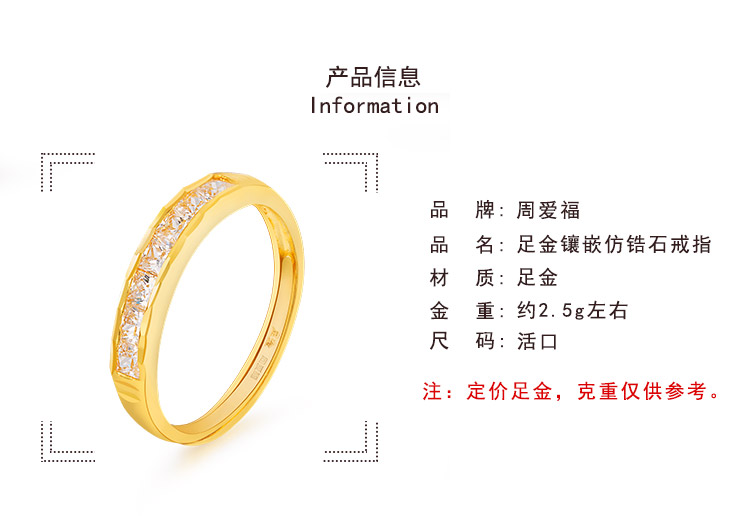 产品信息
Information
品 牌: 周爱福
品 名: 足金镶嵌仿锆石戒指
材 质: 足金
金 重: 约2.5g左右
尺 码: 活口
注: 定价足金，克重仅供参考。